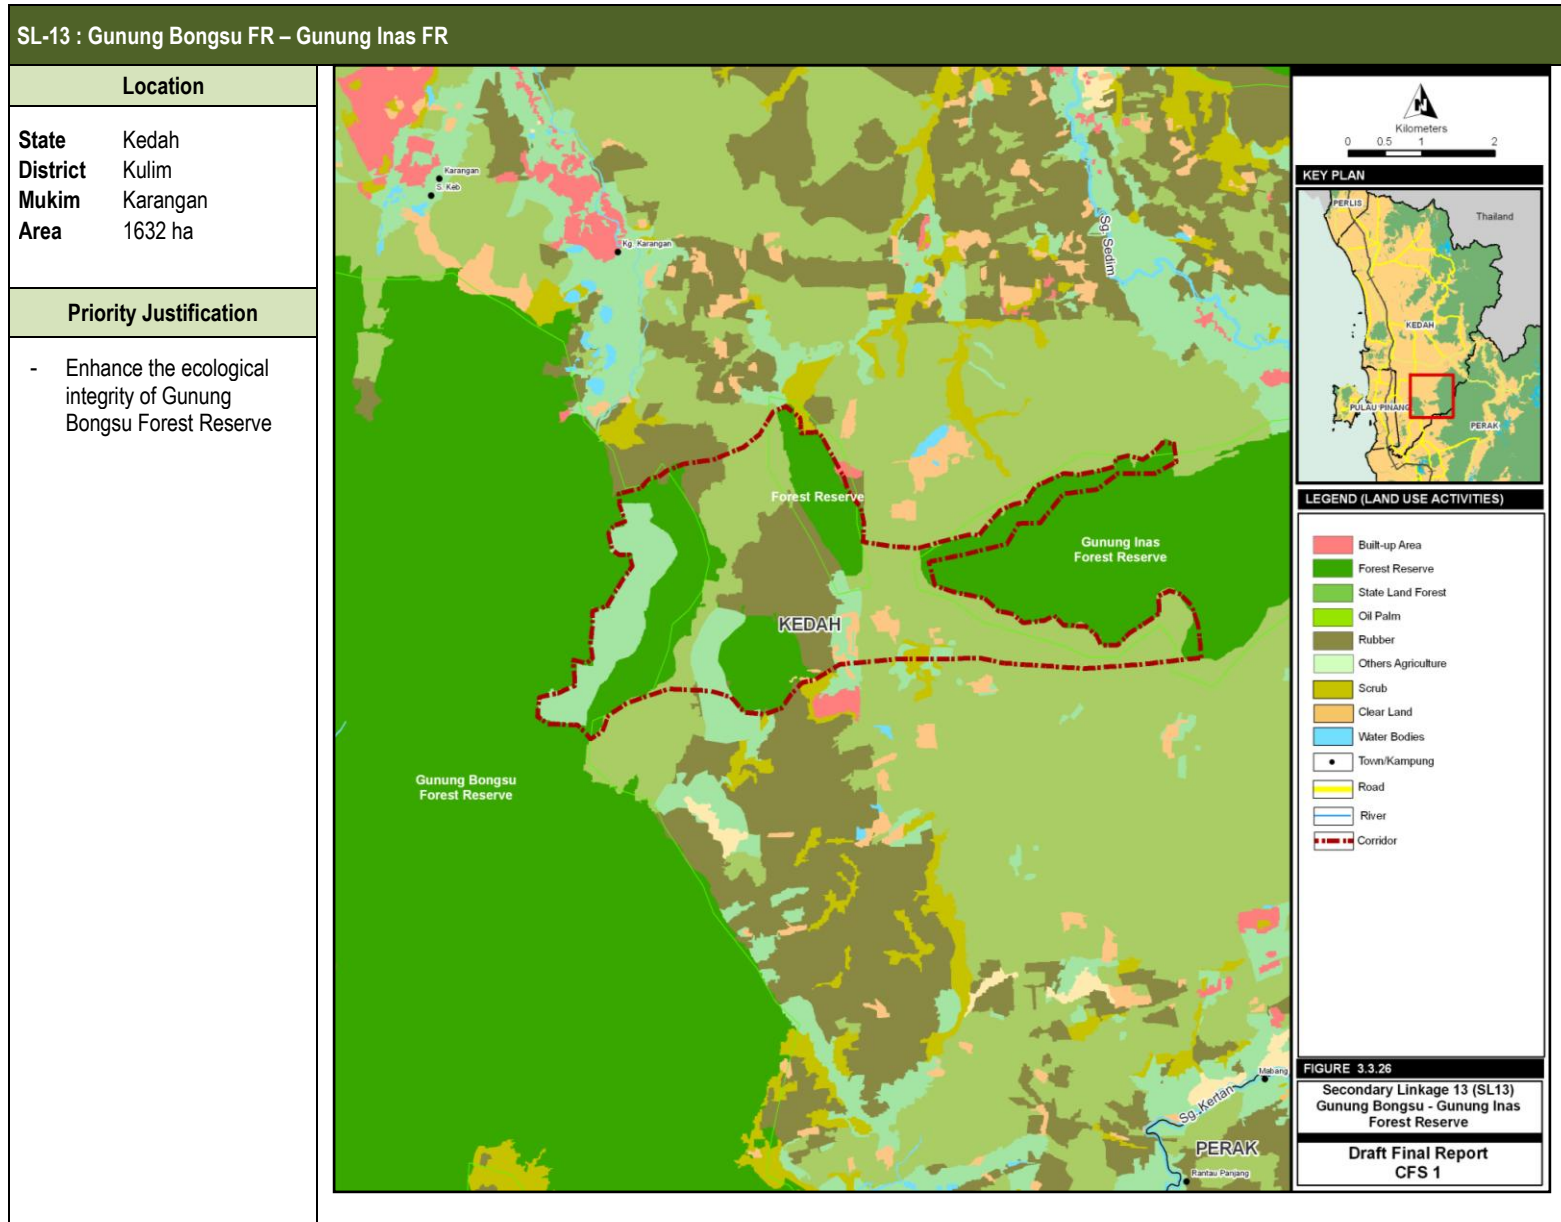 SL-13 : Gunung Bongsu FR – Gunung Inas FR
Location
State Kedah
District Kulim
Mukim Karangan
Area 1632 ha
Priority Justification
- Enhance the ecological
integrity of Gunung
Bongsu Forest Reserve
Karangan
S. Keb
Kg. Karangan
Sg. Sedim
Forest Reserve
Gunung Inas
Forest Reserve
KEDAH
Gunung Bongsu
Forest Reserve
Mabang
Sg. Kertan
PERAK
Rantau Panjang
N
Kilometers
0 0.5 1 2
KEY PLAN
PERLIS
Thailand
KEDAH
PULAU PINANG
PERAK
LEGEND (LAND USE ACTIVITIES)
Built-up Area
Forest Reserve
State Land Forest
Oil Palm
Rubber
Others Agriculture
Scrub
Clear Land
Water Bodies
Town/Kampung
Road
River
Corridor
FIGURE 3.3.26
Secondary Linkage 13 (SL13)
Gunung Bongsu - Gunung Inas
Forest Reserve
Draft Final Report
CFS 1